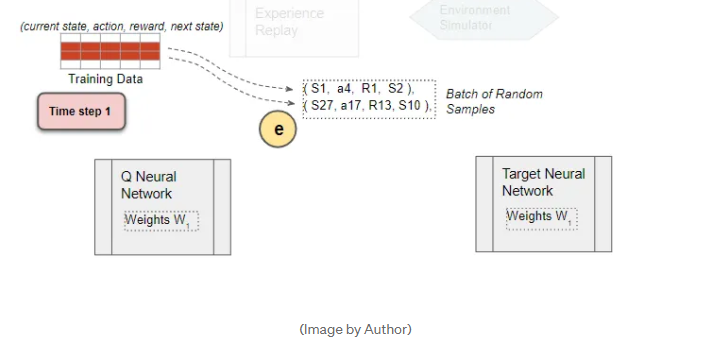 Experience
Replay
Environment
Simulator
(current state, action, reward, next state)
Training Data
Time step 1
( S1, a4, R1, S2 ),
( S27, a17, R13, S10 ),
Batch of Random
Samples
e
Q Neural
Network
Weights W1
Target Neural
Network
Weights W1
(Image by Author)